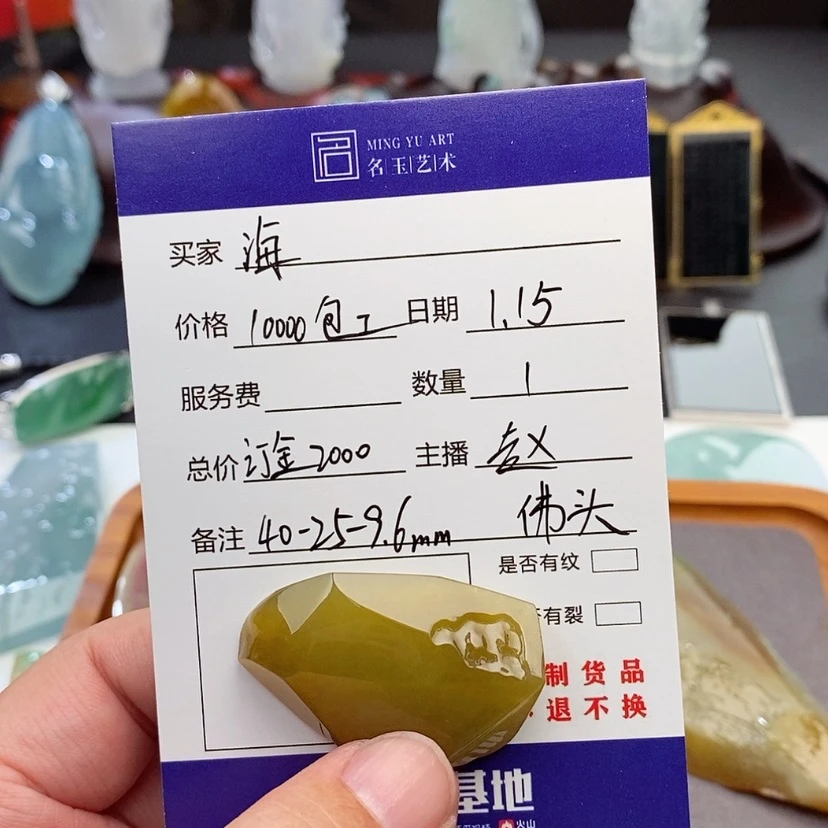 MING YU ART
名玉艺术
买家 海
价格 10000包工 日期 1.15
服务费 数量 1
总价 订金2000 主播 赵
备注 40-25-9.6mm 佛头
是否有纹
有裂
制货品
退不换
基地
火山